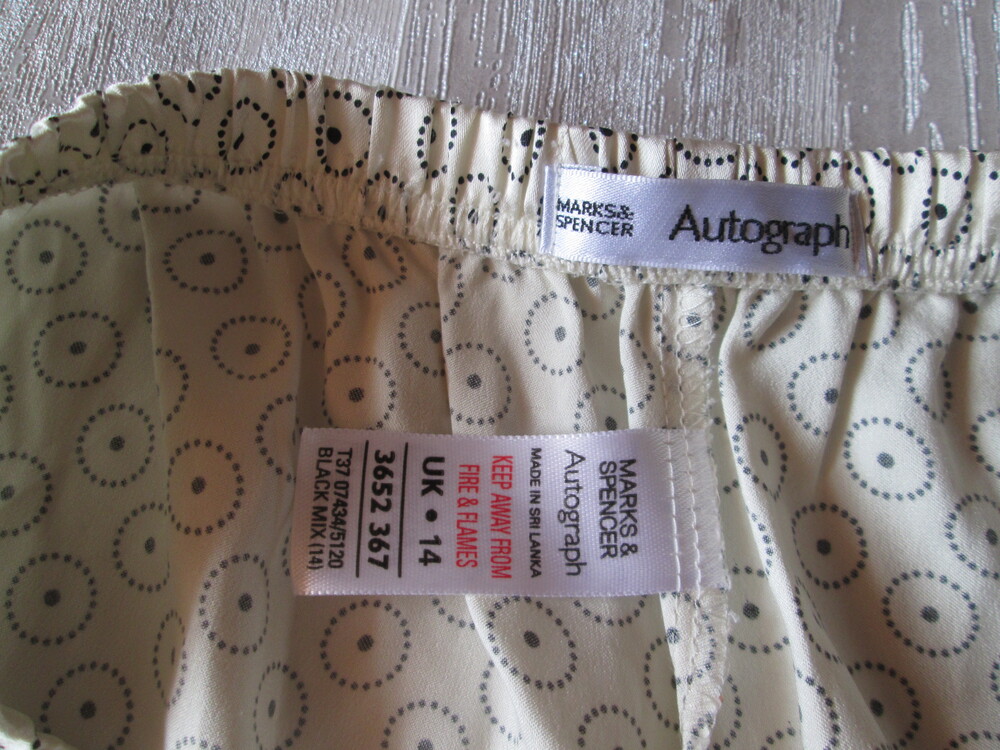 MARKS&
SPENCER
Autograph
MARKS &
SPENCER
Autograph
MADE IN SRI LANKA
KEEP AWAY FROM
FIRE & FLAMES
UK • 14
3652 367
T37 07434/5120
BLACK MIX (14)